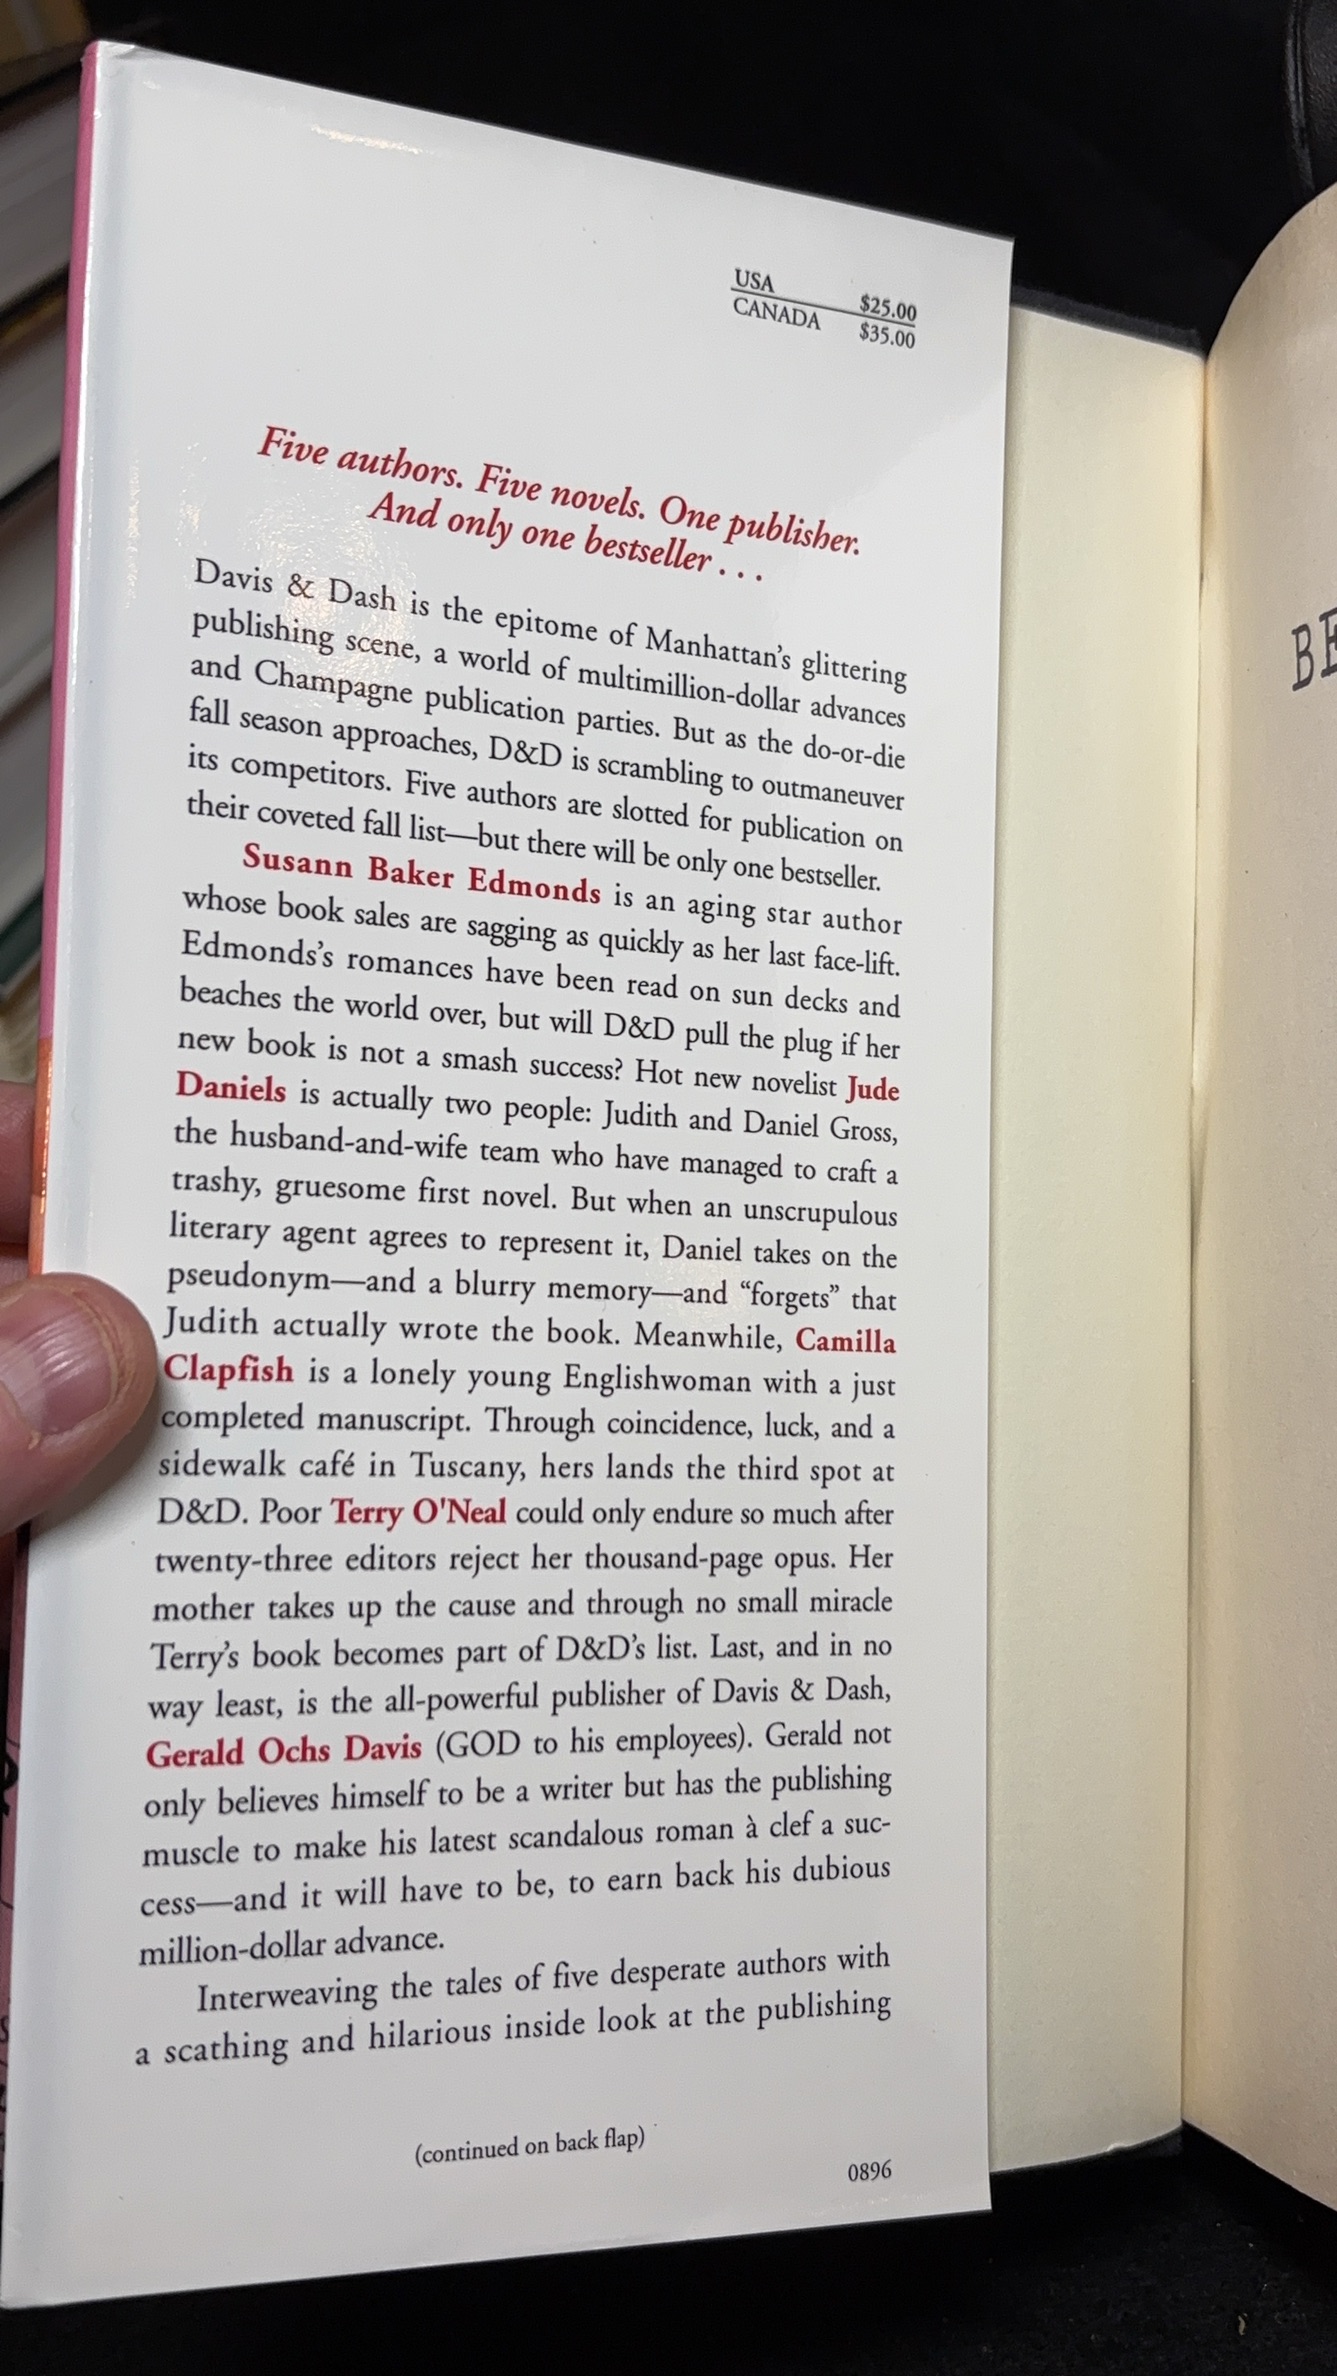 USA $25.00
CANADA $35.00
Five authors. Five novels. One publisher.
And only one bestseller . . .
Davis & Dash is the epitome of Manhattan's glittering
publishing scene, a world of multimillion-dollar advances
and Champagne publication parties. But as the do-or-die
fall season approaches, D&D is scrambling to outmaneuver
its competitors. Five authors are slotted for publication on
their coveted fall list—but there will be only one bestseller.
Susann Baker Edmonds is an aging star author
whose book sales are sagging as quickly as her last face-lift.
Edmonds's romances have been read on sun decks and
beaches the world over, but will D&D pull the plug if her
new book is not a smash success? Hot new novelist Jude
Daniels is actually two people: Judith and Daniel Gross,
the husband-and-wife team who have managed to craft a
trashy, gruesome first novel. But when an unscrupulous
literary agent agrees to represent it, Daniel takes on the
pseudonym—and a blurry memory—and “forgets” that
Judith actually wrote the book. Meanwhile, Camilla
Clapfish is a lonely young Englishwoman with a just
completed manuscript. Through coincidence, luck, and a
sidewalk café in Tuscany, hers lands the third spot at
D&D. Poor Terry O'Neal could only endure so much after
twenty-three editors reject her thousand-page opus. Her
mother takes up the cause and through no small miracle
Terry's book becomes part of D&D's list. Last, and in no
way least, is the all-powerful publisher of Davis & Dash,
Gerald Ochs Davis (GOD to his employees). Gerald not
only believes himself to be a writer but has the publishing
muscle to make his latest scandalous roman à clef a suc-
cess—and it will have to be, to earn back his dubious
million-dollar advance.
Interweaving the tales of five desperate authors with
a scathing and hilarious inside look at the publishing
(continued on back flap)
0896
BE